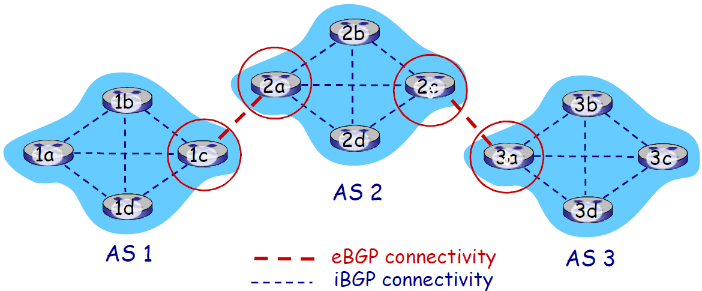 2b
2a
2c
2d
1b
1a
1c
1d
3b
3a
3c
3d
AS 2
AS 1
AS 3
eBGP connectivity
iBGP connectivity